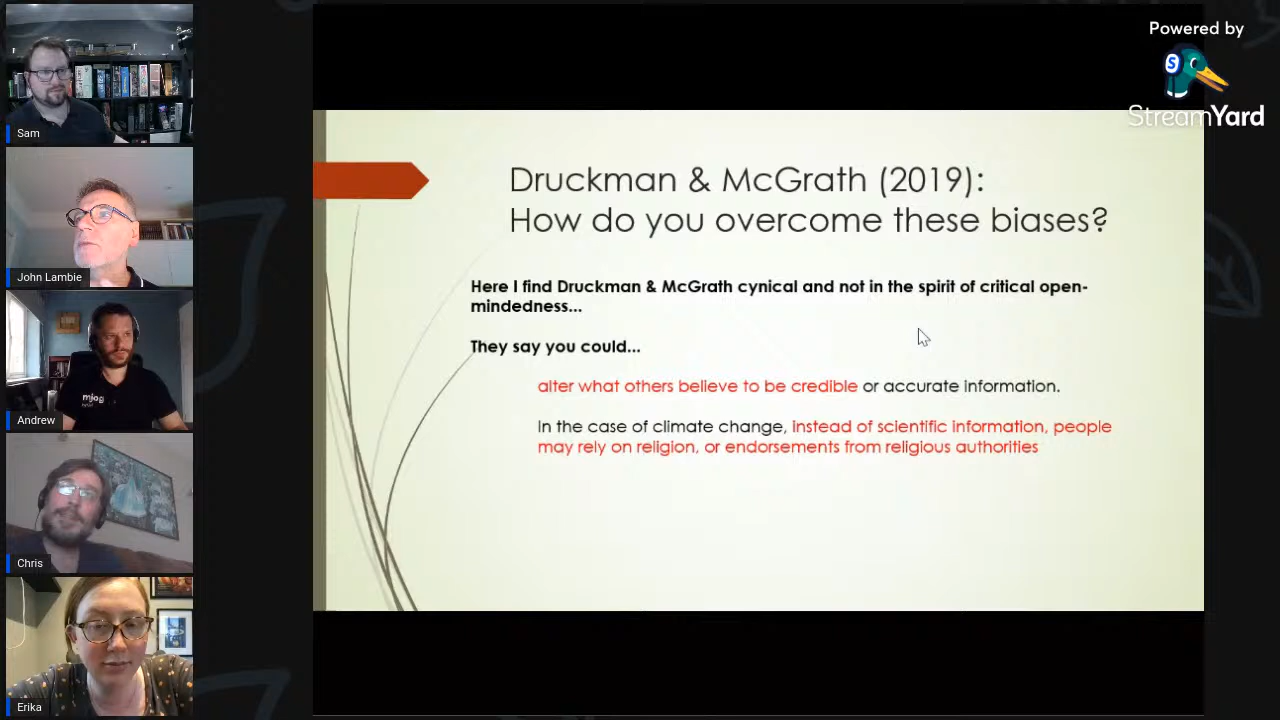 Sam
John Lambie
Andrew
mjog
Chris
Erika
Powered by
S
StreamYard
Druckman & McGrath (2019):
How do you overcome these biases?
Here I find Druckman & McGrath cynical and not in the spirit of critical open-
mindedness...
They say you could...
alter what others believe to be credible or accurate information.
In the case of climate change, instead of scientific information, people
may rely on religion, or endorsements from religious authorities